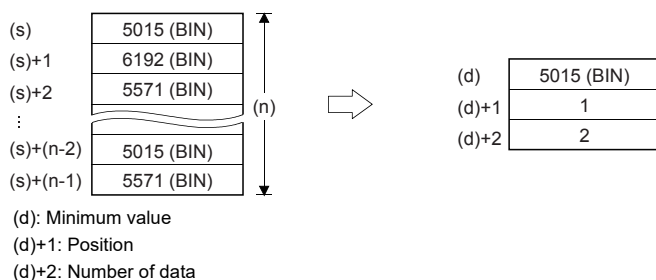 (s) 5015 (BIN)
(s)+1 6192 (BIN)
(s)+2 5571 (BIN)
⋮
(s)+(n-2) 5015 (BIN)
(s)+(n-1) 5571 (BIN)
(n)
(d) 5015 (BIN)
(d)+1 1
(d)+2 2
(d): Minimum value
(d)+1: Position
(d)+2: Number of data